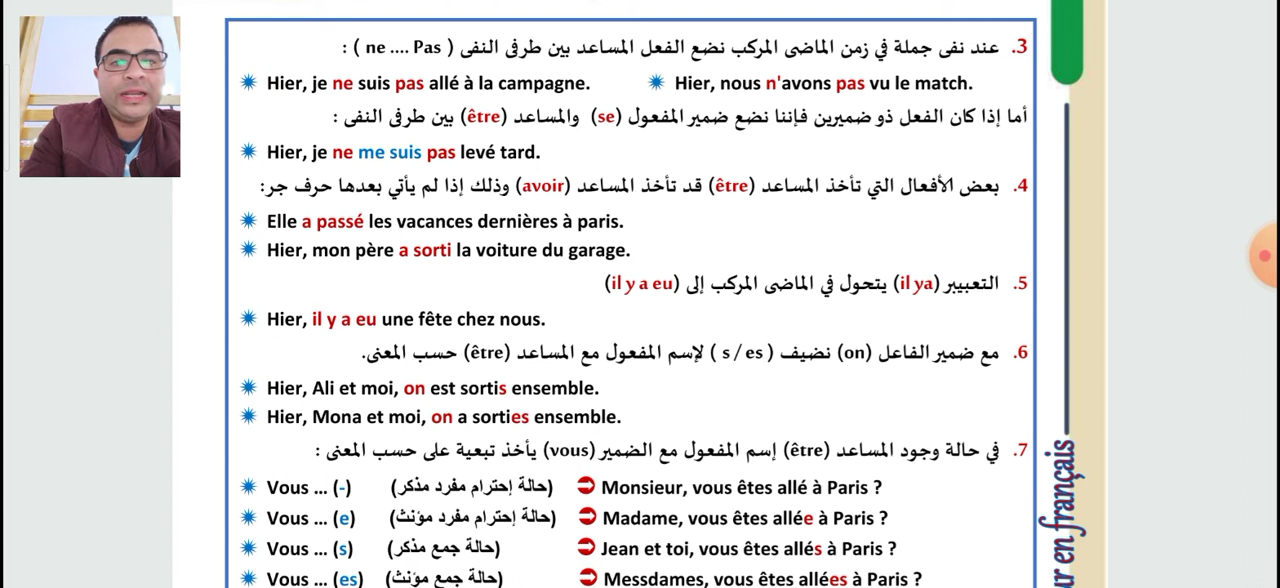 3. عند نفى جملة في زمن الماضى المركب نضع الفعل المساعد بين طرفى النفى ( ne .... Pas ) :
Hier, je ne suis pas allé à la campagne. Hier, nous n'avons pas vu le match.
أما إذا كان الفعل ذو ضميرين فإننا نضع ضمير المفعول (se) والمساعد (être) بين طرفى النفى :
Hier, je ne me suis pas levé tard.
4. بعض الأفعال التي تأخذ المساعد (être) قد تأخذ المساعد (avoir) وذلك إذا لم يأتي بعدها حرف جر:
Elle a passé les vacances dernières à paris.
Hier, mon père a sorti la voiture du garage.
5. التعبيير (il ya) يتحول في الماضى المركب إلى (il y a eu)
Hier, il y a eu une fête chez nous.
6. مع ضمير الفاعل (on) نضيف ( s / es ) لإسم المفعول مع المساعد (être) حسب المعنى.
Hier, Ali et moi, on est sortis ensemble.
Hier, Mona et moi, on a sorties ensemble.
7. في حالة وجود المساعد (être) إسم المفعول مع الضمير (vous) يأخذ تبعية على حسب المعنى :
Vous ... (-) (حالة إحترام مفرد مذكر) Monsieur, vous êtes allé à Paris ?
Vous ... (e) (حالة إحترام مفرد مؤنث) Madame, vous êtes allée à Paris ?
Vous ... (s) (حالة جمع مذكر) Jean et toi, vous êtes allés à Paris ?
Vous ... (es) (حالة جمع مؤنث) Messdames, vous êtes allées à Paris ?
ur en français